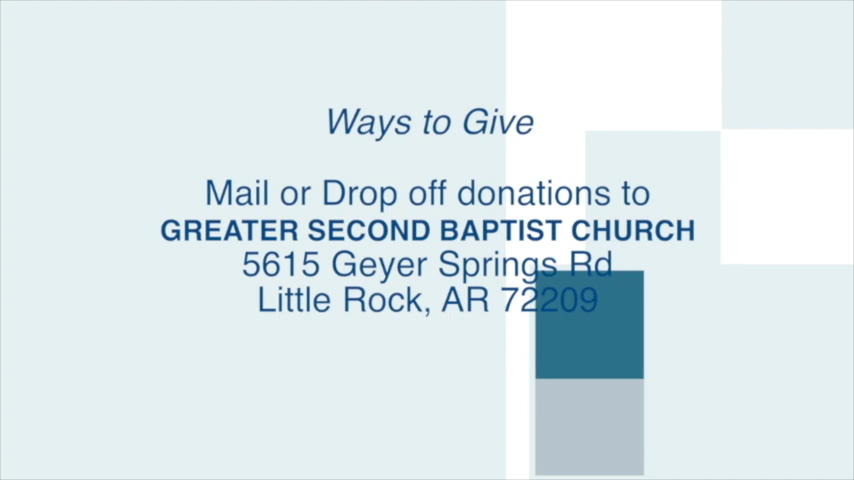 Ways to Give
Mail or Drop off donations to
GREATER SECOND BAPTIST CHURCH
5615 Geyer Springs Rd
Little Rock, AR 72209